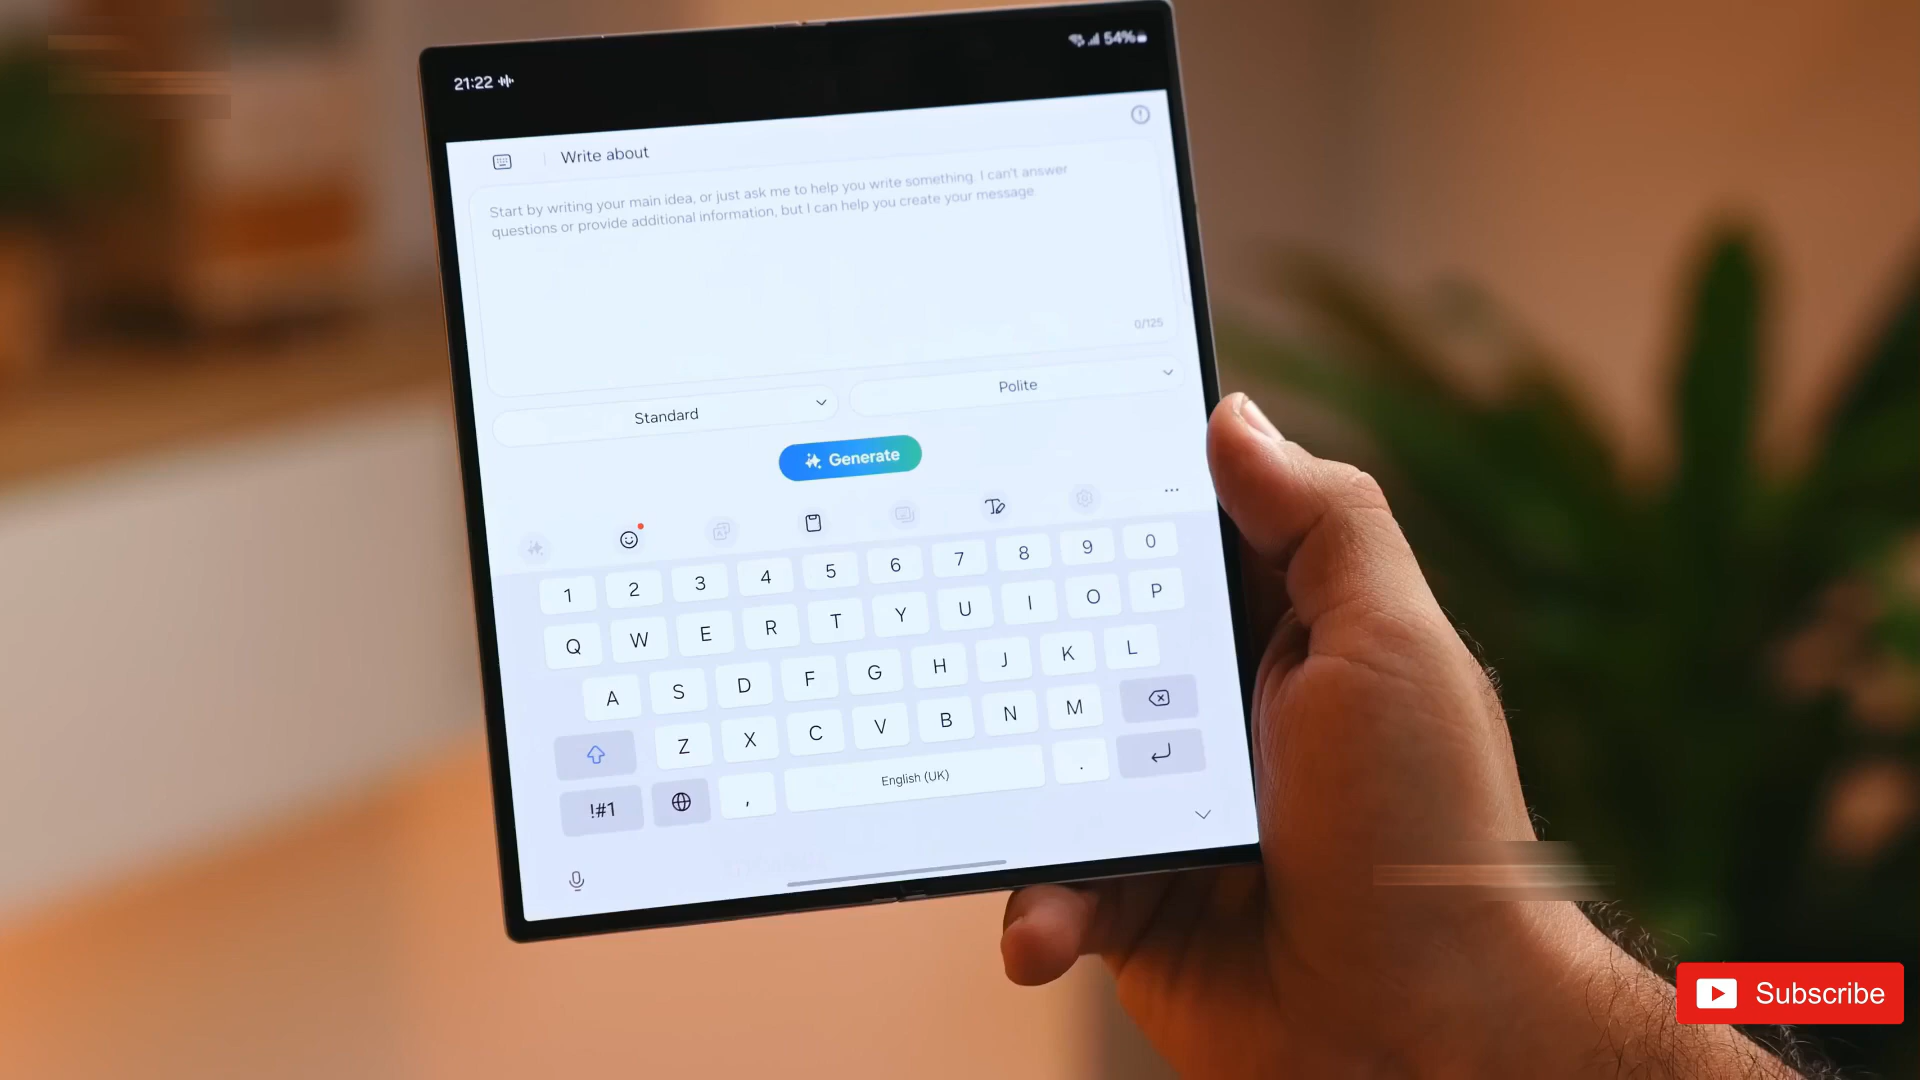 21:22
54%
Write about
Start by writing your main idea, or just ask me to help you write something. I can't answer
questions or provide additional information, but I can help you create your message
0/125
Standard
Polite
Generate
1 2 3 4 5 6 7 8 9 0
Q W E R T Y U I O P
A S D F G H J K L
Z X C V B N M
!#1 , English (UK) .
Subscribe